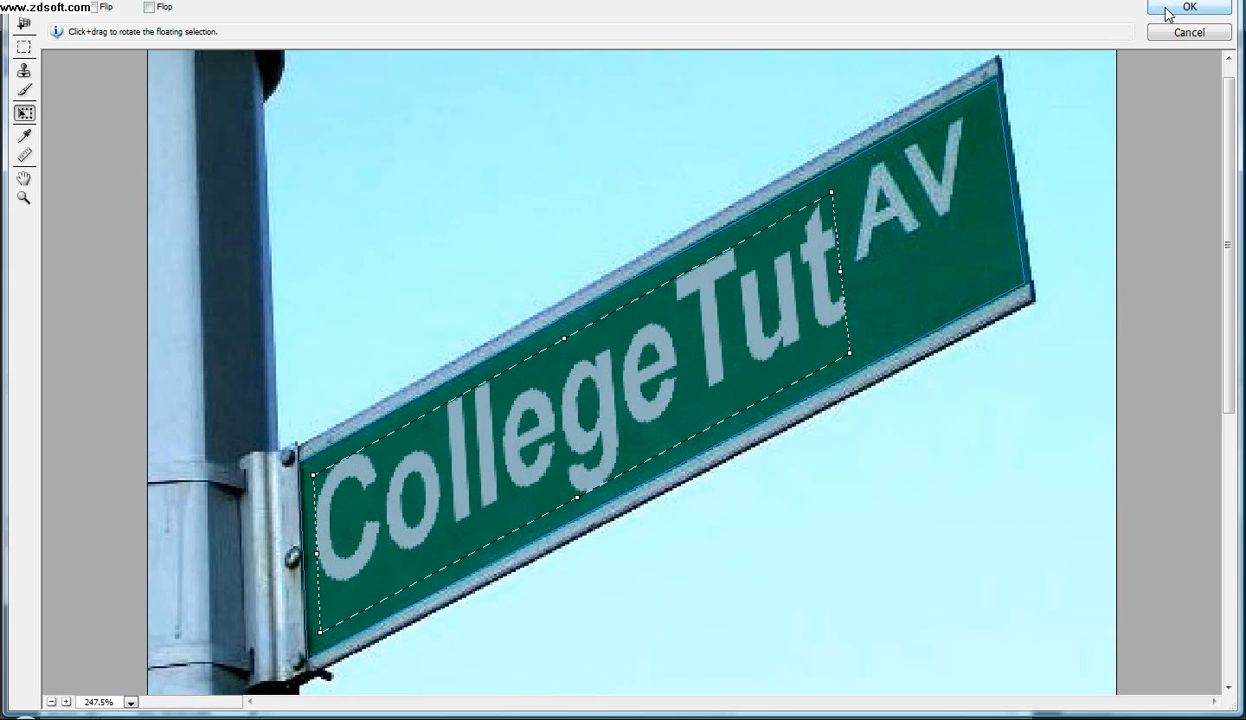 www.zdsoft.com Flip Flop OK
Click+drag to rotate the floating selection. Cancel
CollegeTut AV
247.5%